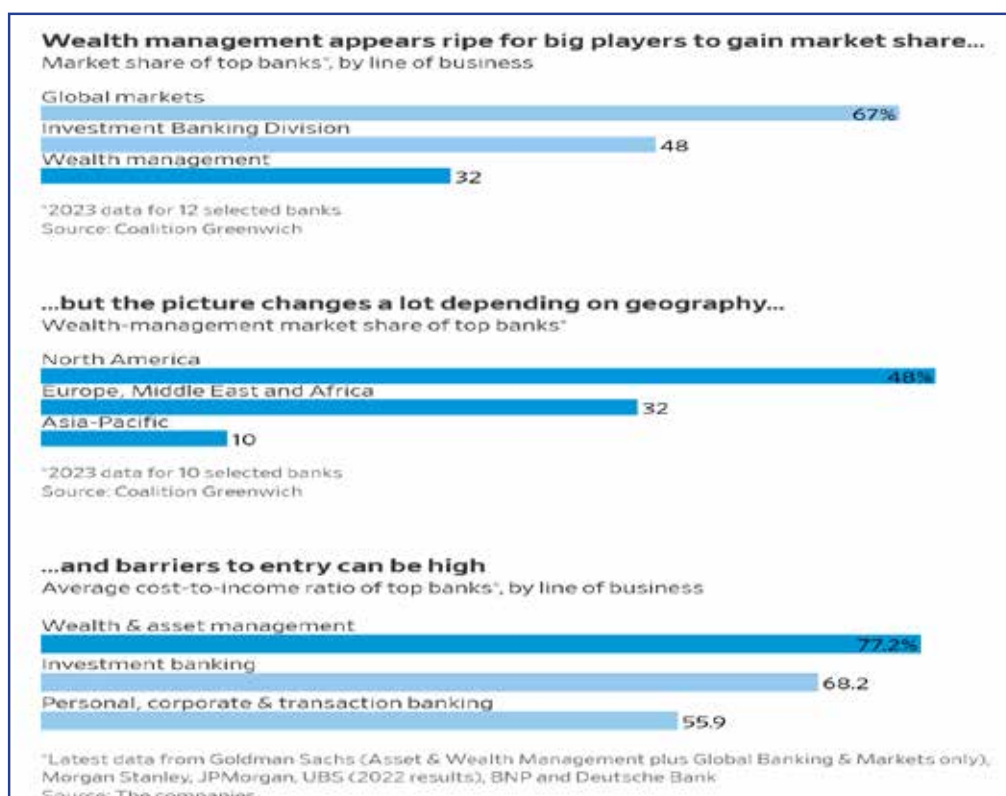 Wealth management appears ripe for big players to gain market share...
Market share of top banks*, by line of business
Global markets
67%
Investment Banking Division
48
Wealth management
32
*2023 data for 12 selected banks
Source: Coalition Greenwich
...but the picture changes a lot depending on geography...
Wealth-management market share of top banks*
North America
48%
Europe, Middle East and Africa
32
Asia-Pacific
10
*2023 data for 10 selected banks
Source: Coalition Greenwich
...and barriers to entry can be high
Average cost-to-income ratio of top banks*, by line of business
Wealth & asset management
77.2%
Investment banking
68.2
Personal, corporate & transaction banking
55.9
*Latest data from Goldman Sachs (Asset & Wealth Management plus Global Banking & Markets only),
Morgan Stanley, JPMorgan, UBS (2022 results), BNP and Deutsche Bank
Source: The companies